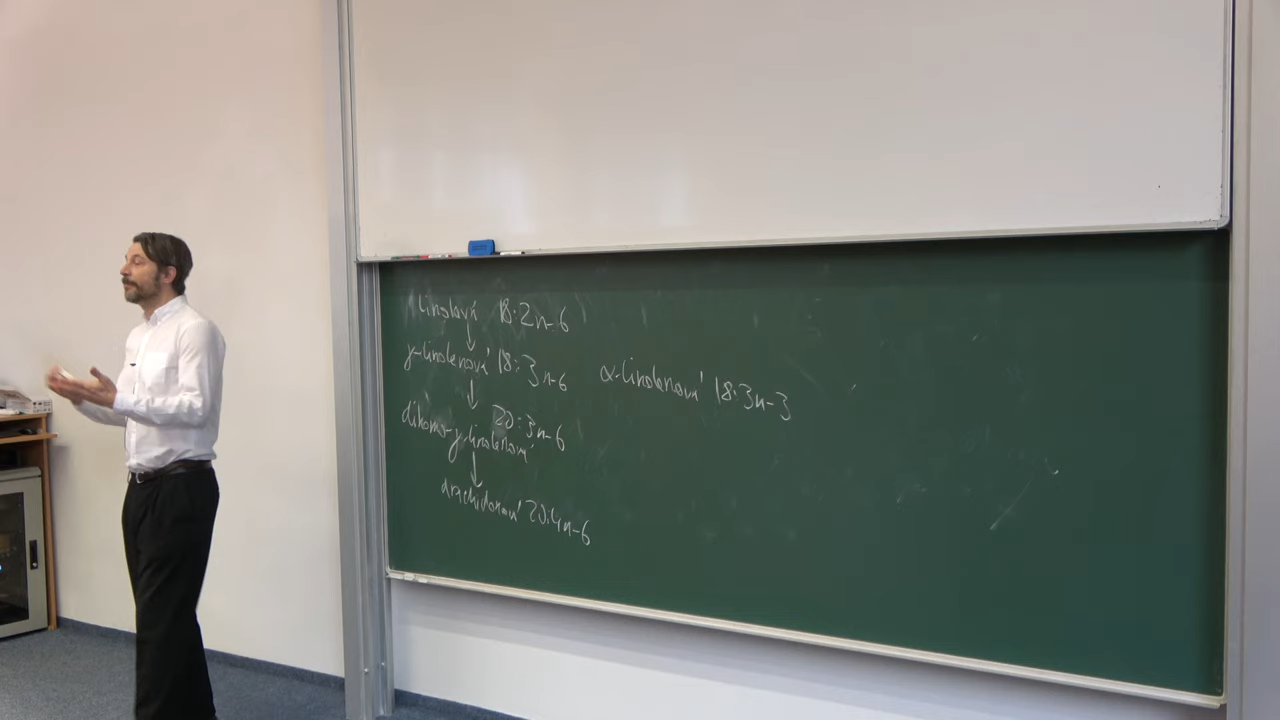 linolová 18:2n-6
γ-linolenová 18:3n-6
α-linolenová 18:3n-3
dihomo-γ-linolenová 20:3n-6
arachidonová 20:4n-6